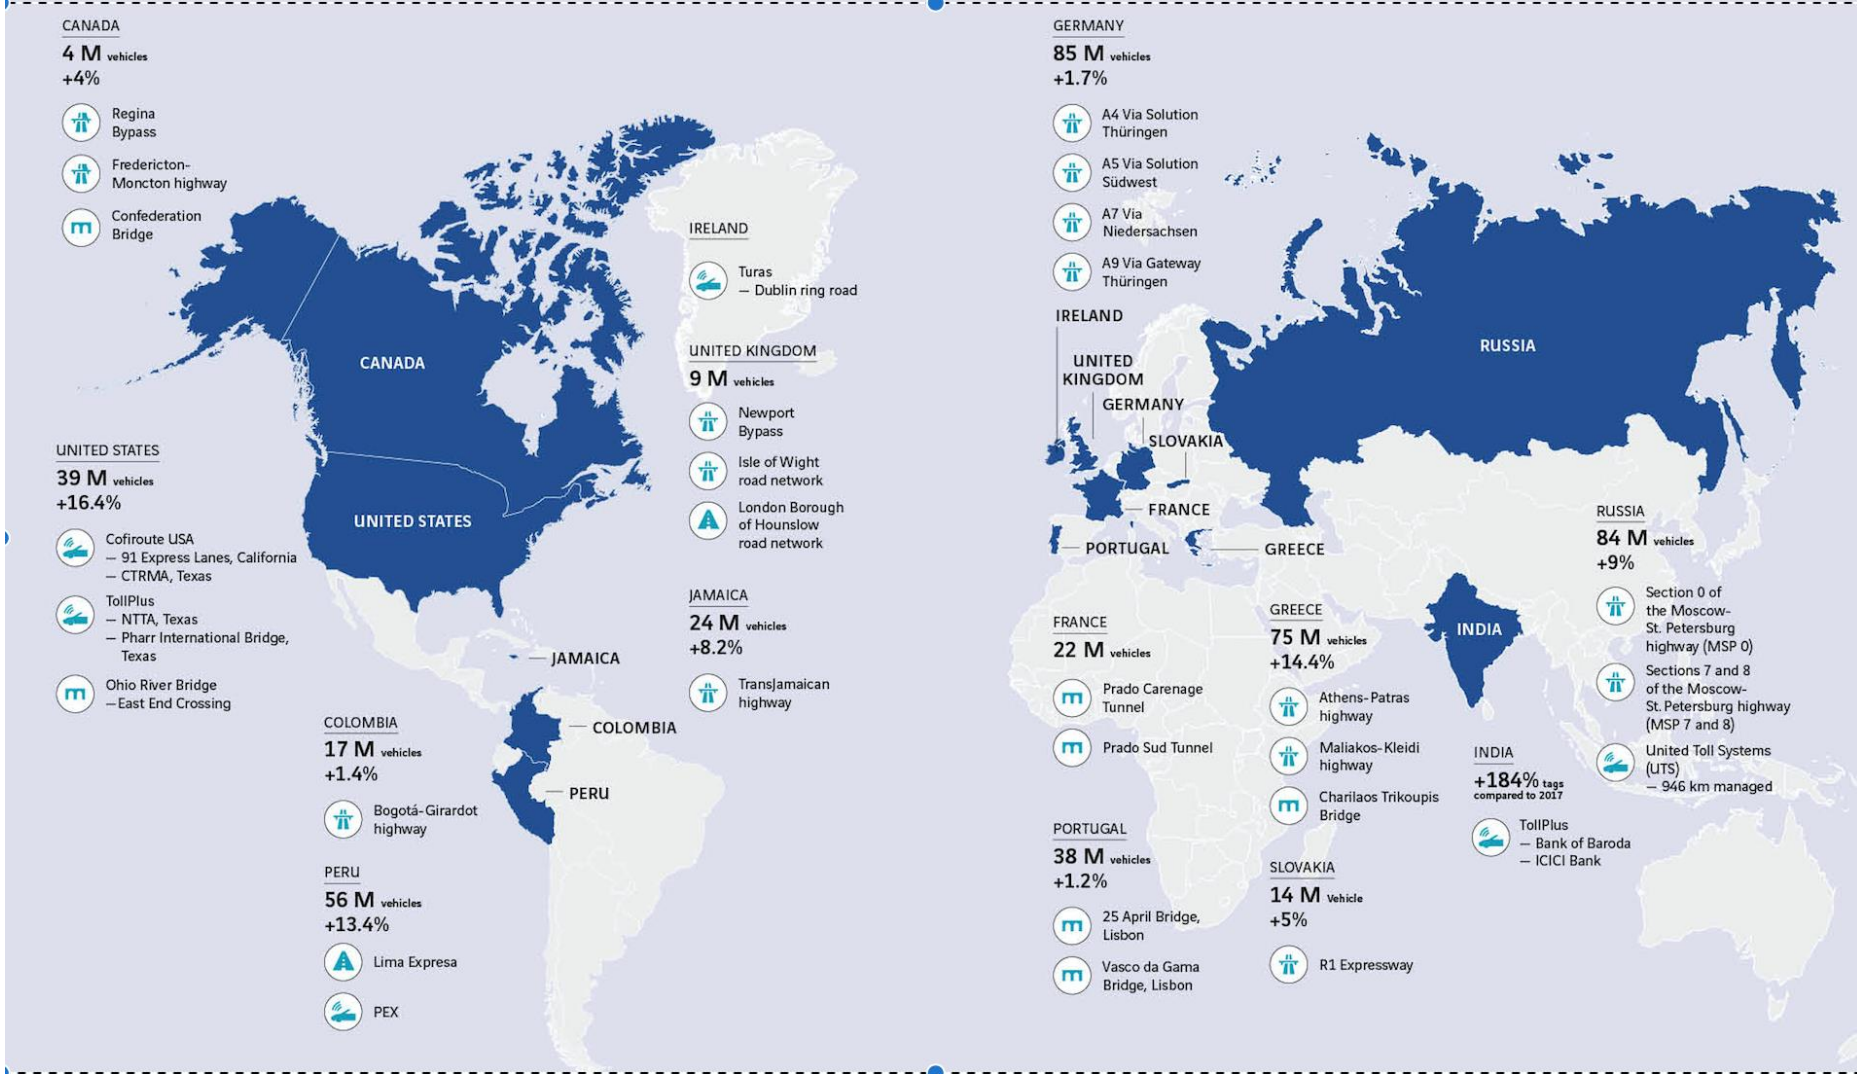 CANADA
4 M vehicles
+4%
Regina
Bypass
Fredericton-
Moncton highway
Confederation
Bridge
UNITED STATES
39 M vehicles
+16.4%
Cofiroute USA
— 91 Express Lanes, California
— CTRMA, Texas
TollPlus
— NTTA, Texas
— Pharr International Bridge,
Texas
Ohio River Bridge
—East End Crossing
CANADA
UNITED STATES
JAMAICA
COLOMBIA
PERU
COLOMBIA
17 M vehicles
+1.4%
Bogotá-Girardot
highway
PERU
56 M vehicles
+13.4%
Lima Expresa
PEX
IRELAND
Turas
— Dublin ring road
UNITED KINGDOM
9 M vehicles
Newport
Bypass
Isle of Wight
road network
London Borough
of Hounslow
road network
JAMAICA
24 M vehicles
+8.2%
TransJamaican
highway
GERMANY
85 M vehicles
+1.7%
A4 Via Solution
Thüringen
A5 Via Solution
Südwest
A7 Via
Niedersachsen
A9 Via Gateway
Thüringen
IRELAND
UNITED
KINGDOM
GERMANY
SLOVAKIA
FRANCE
PORTUGAL
GREECE
RUSSIA
INDIA
FRANCE
22 M vehicles
Prado Carenage
Tunnel
Prado Sud Tunnel
PORTUGAL
38 M vehicles
+1.2%
25 April Bridge,
Lisbon
Vasco da Gama
Bridge, Lisbon
GREECE
75 M vehicles
+14.4%
Athens-Patras
highway
Maliakos-Kleidi
highway
Charilaos Trikoupis
Bridge
SLOVAKIA
14 M Vehicle
+5%
R1 Expressway
INDIA
+184% tags
compared to 2017
TollPlus
— Bank of Baroda
— ICICI Bank
RUSSIA
84 M vehicles
+9%
Section 0 of
the Moscow-
St. Petersburg
highway (MSP 0)
Sections 7 and 8
of the Moscow-
St. Petersburg highway
(MSP 7 and 8)
United Toll Systems
(UTS)
— 946 km managed